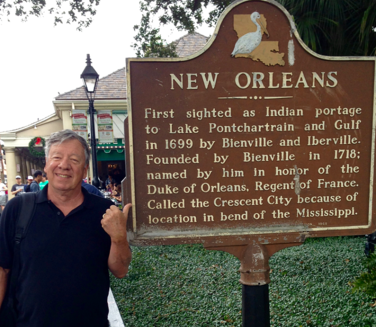 NEW ORLEANS
First sighted as Indian portage
to Lake Pontchartrain and Gulf
in 1699 by Bienville and Iberville.
Founded by Bienville in 1718;
named by him in honor of the
Duke of Orleans, Regent of France.
Called the Crescent City because of
location in bend of the Mississippi.